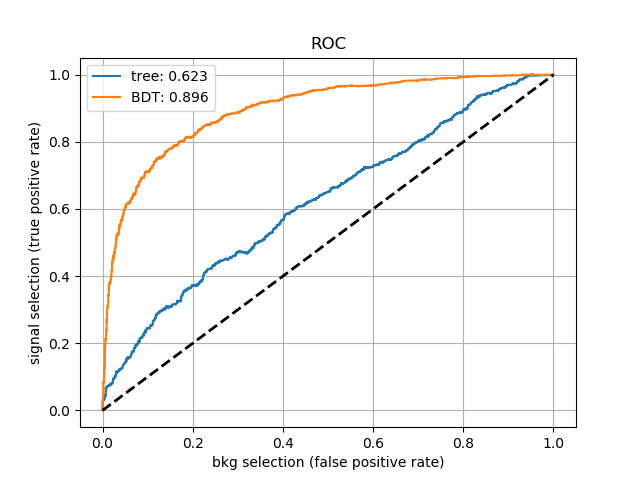 ROC
tree: 0.623
BDT: 0.896
signal selection (true positive rate)
1.0
0.8
0.6
0.4
0.2
0.0
0.0 0.2 0.4 0.6 0.8 1.0
bkg selection (false positive rate)